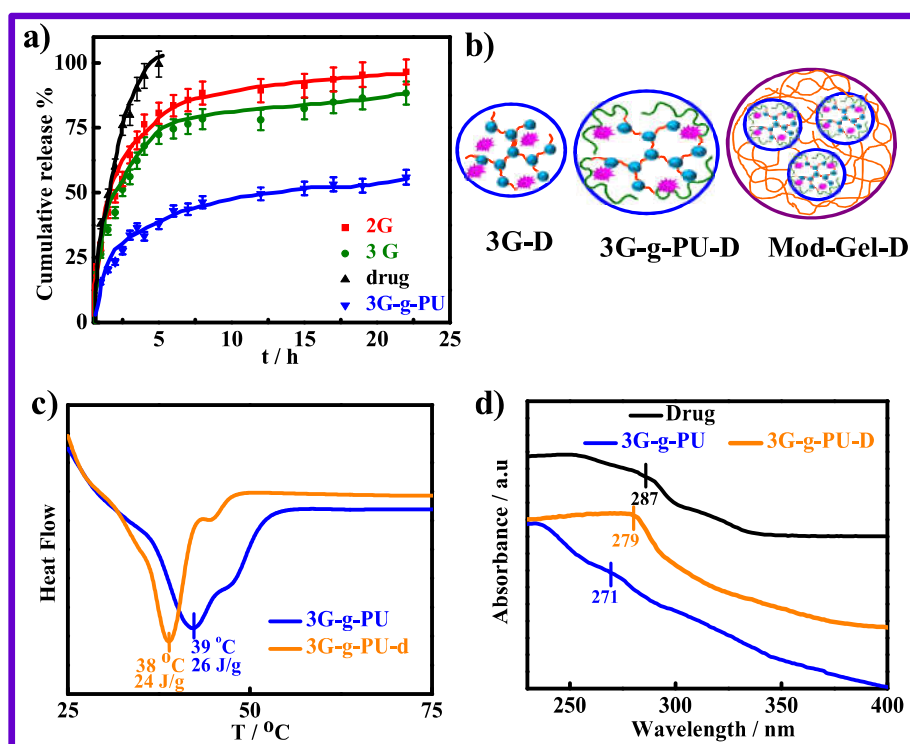 a)
Cumulative release %
100
75
50
25
0
2G
3 G
drug
3G-g-PU
5
5
10
15
20
25
t / h
b)
3G-D
3G-g-PU-D
Mod-Gel-D
c)
Heat Flow
3G-g-PU
3G-g-PU-d
39 °C
26 J/g
38 °C
24 J/g
25
50
75
T / °C
d)
Absorbance / a.u
Drug
3G-g-PU
3G-g-PU-D
287
279
271
250
300
350
400
Wavelength / nm